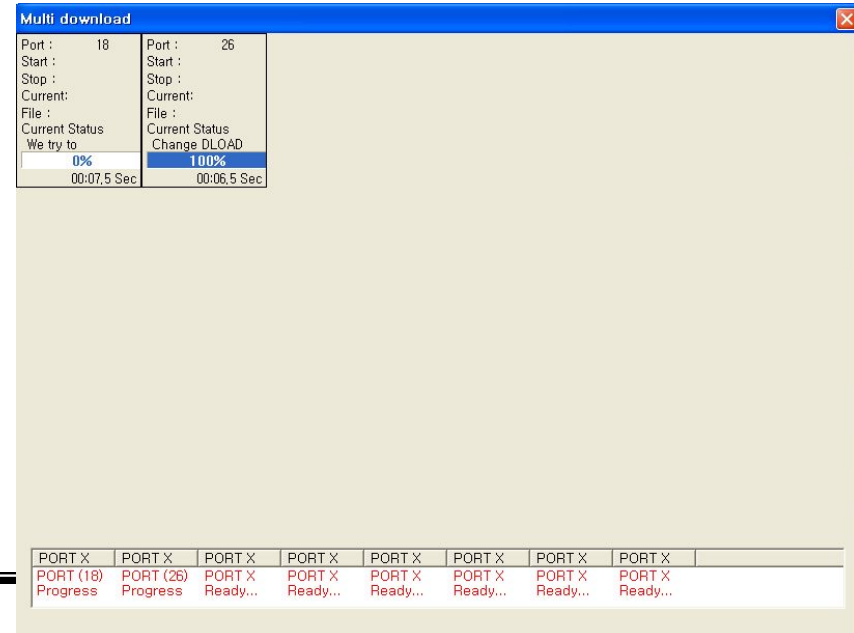 Multi download
Port : 18
Start :
Stop :
Current:
File :
Current Status
We try to
0%
00:07,5 Sec
Port : 26
Start :
Stop :
Current:
File :
Current Status
Change DLOAD
100%
00:06,5 Sec
PORT X PORT X PORT X PORT X PORT X PORT X PORT X PORT X
PORT (18) PORT (26) PORT X PORT X PORT X PORT X PORT X PORT X
Progress Progress Ready... Ready... Ready... Ready... Ready... Ready...